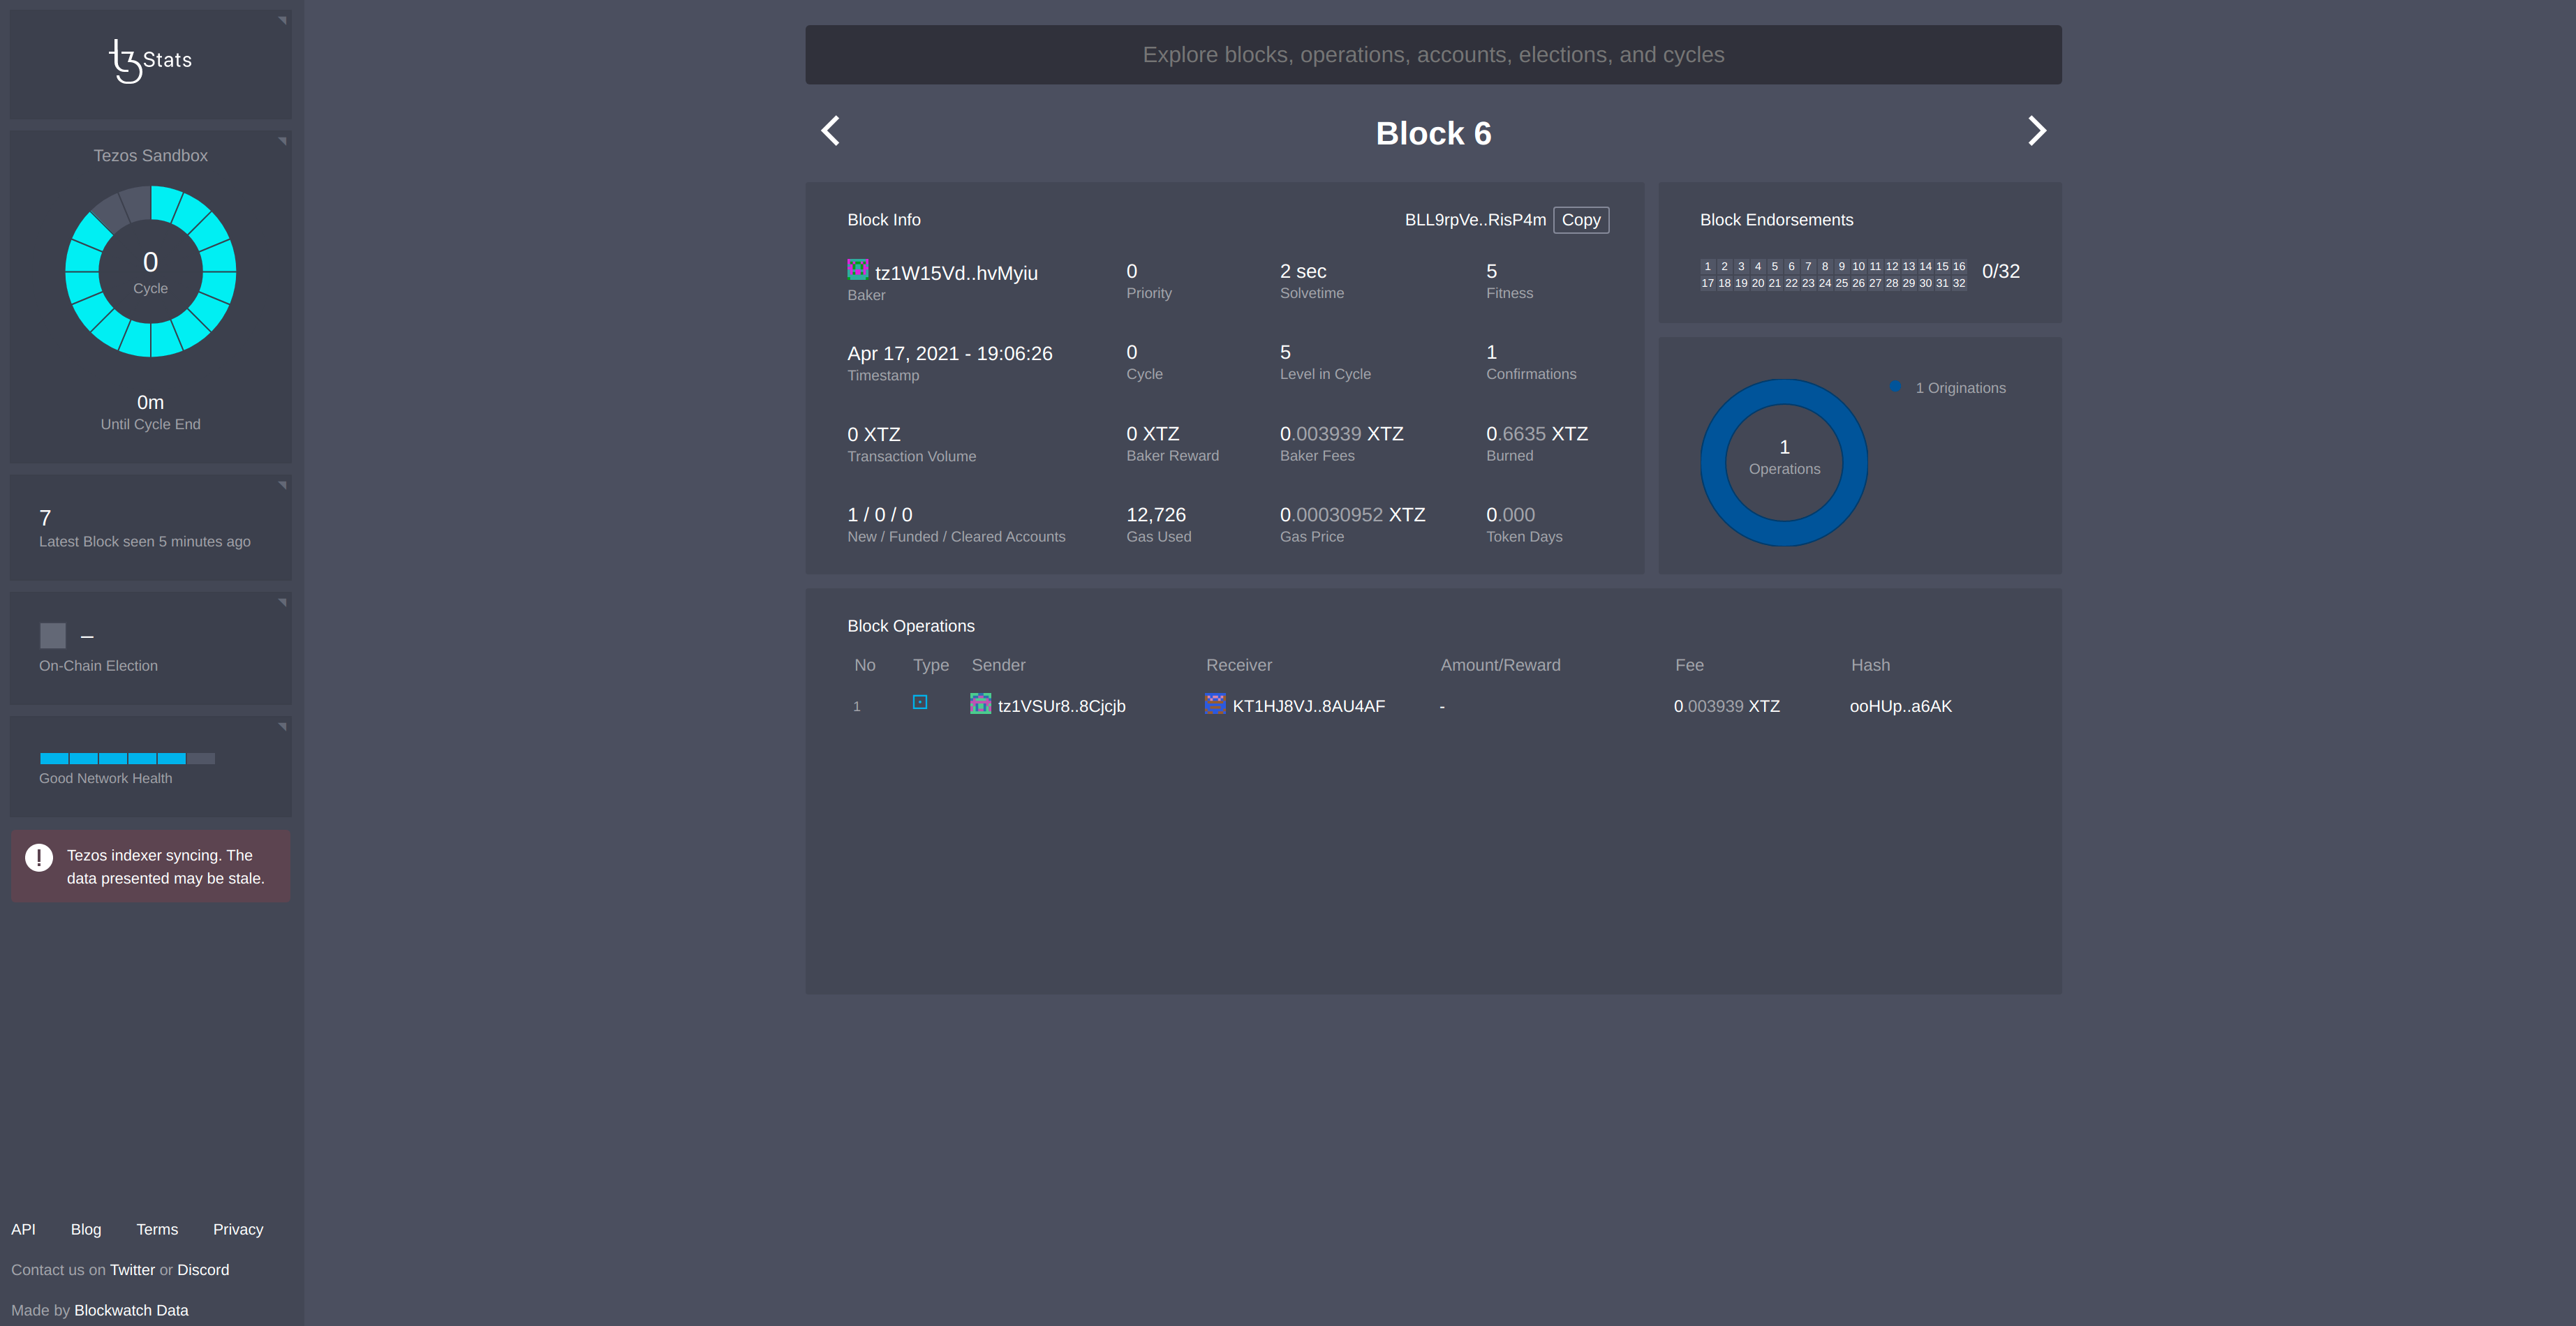 tz Stats
Tezos Sandbox
0
Cycle
0m
Until Cycle End
7
Latest Block seen 5 minutes ago
–
On-Chain Election
Good Network Health
!
Tezos indexer syncing. The
data presented may be stale.
API Blog Terms Privacy
Contact us on Twitter or Discord
Made by Blockwatch Data
Explore blocks, operations, accounts, elections, and cycles
Block 6
Block Info BLL9rpVe..RisP4m Copy
tz1W15Vd..hvMyiu 0 2 sec 5
Baker Priority Solvetime Fitness
Apr 17, 2021 - 19:06:26 0 5 1
Timestamp Cycle Level in Cycle Confirmations
0 XTZ 0 XTZ 0.003939 XTZ 0.6635 XTZ
Transaction Volume Baker Reward Baker Fees Burned
1 / 0 / 0 12,726 0.00030952 XTZ 0.000
New / Funded / Cleared Accounts Gas Used Gas Price Token Days
Block Endorsements
1 2 3 4 5 6 7 8 9 10 11 12 13 14 15 16
17 18 19 20 21 22 23 24 25 26 27 28 29 30 31 32
0/32
1 Originations
1
Operations
Block Operations
No Type Sender Receiver Amount/Reward Fee Hash
1 tz1VSUr8..8Cjcjb KT1HJ8VJ..8AU4AF - 0.003939 XTZ ooHUp..a6AK